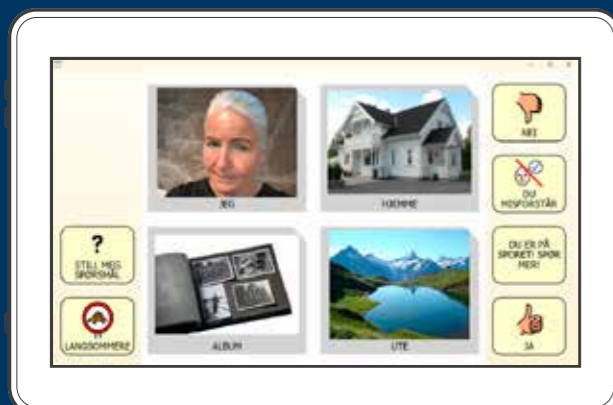 JEG
HJEMME
NEI
DU
MISFORSTÅR
?
STILL MEG
SPØRSMÅL
DU ER PÅ
SPORET! SPØR
MER!
LANGSOMMERE
ALBUM
UTE
JA